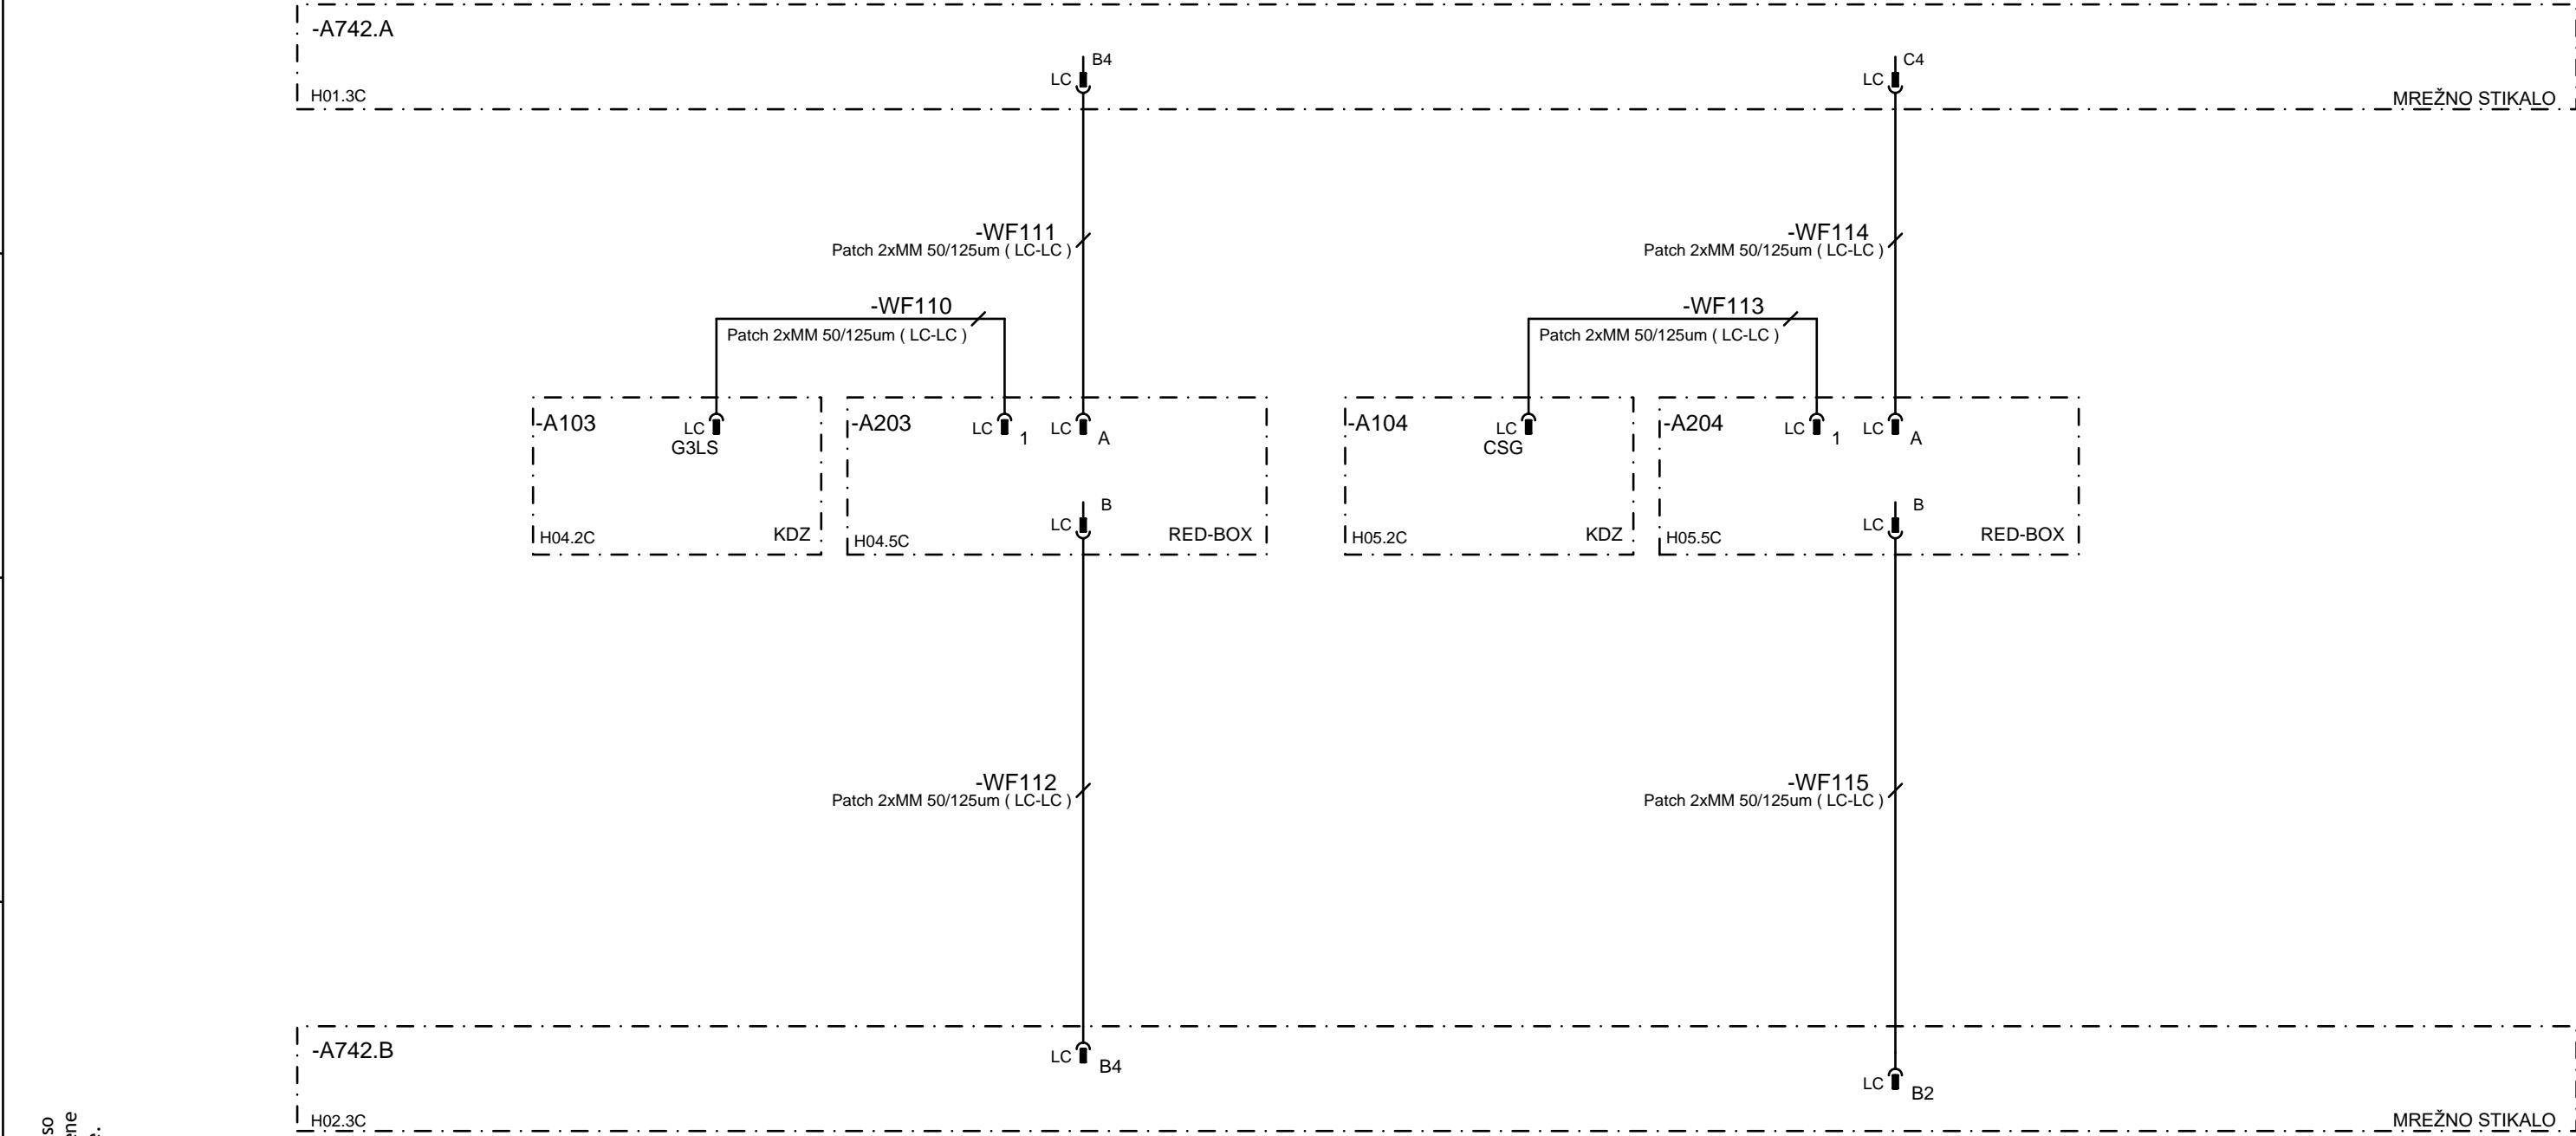 -A742.A
B4
C4
LC
LC
H01.3C
MREŽNO STIKALO
-WF111
Patch 2xMM 50/125um ( LC-LC )
-WF114
Patch 2xMM 50/125um ( LC-LC )
-WF110
Patch 2xMM 50/125um ( LC-LC )
-WF113
Patch 2xMM 50/125um ( LC-LC )
-A103
LC
G3LS
H04.2C
KDZ
-A203
LC
1
LC
A
B
LC
H04.5C
RED-BOX
-A104
LC
CSG
H05.2C
KDZ
-A204
LC
1
LC
A
B
LC
H05.5C
RED-BOX
-WF112
Patch 2xMM 50/125um ( LC-LC )
-WF115
Patch 2xMM 50/125um ( LC-LC )
-A742.B
LC
B4
LC
B2
H02.3C
MREŽNO STIKALO
so